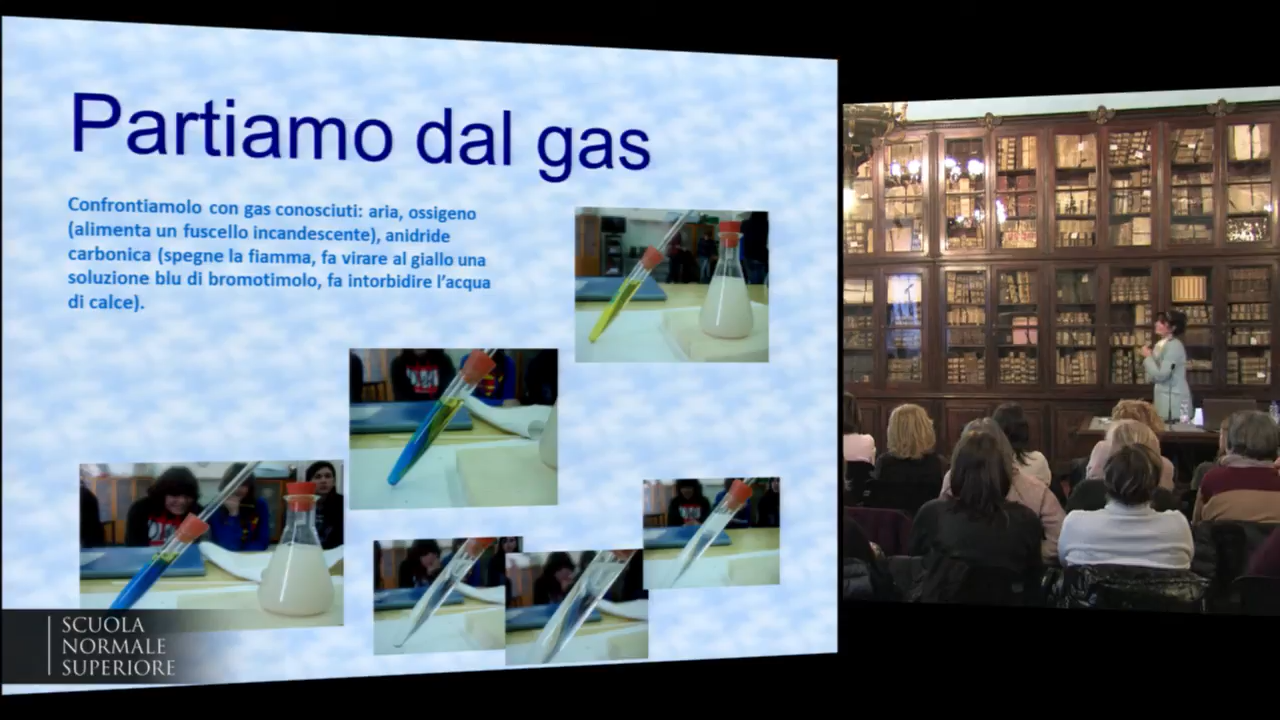 Partiamo dal gas
Confrontiamolo con gas conosciuti: aria, ossigeno
(alimenta un fuscello incandescente), anidride
carbonica (spegne la fiamma, fa virare al giallo una
soluzione blu di bromotimolo, fa intorbidire l'acqua
di calce).
SCUOLA
NORMALE
SUPERIORE